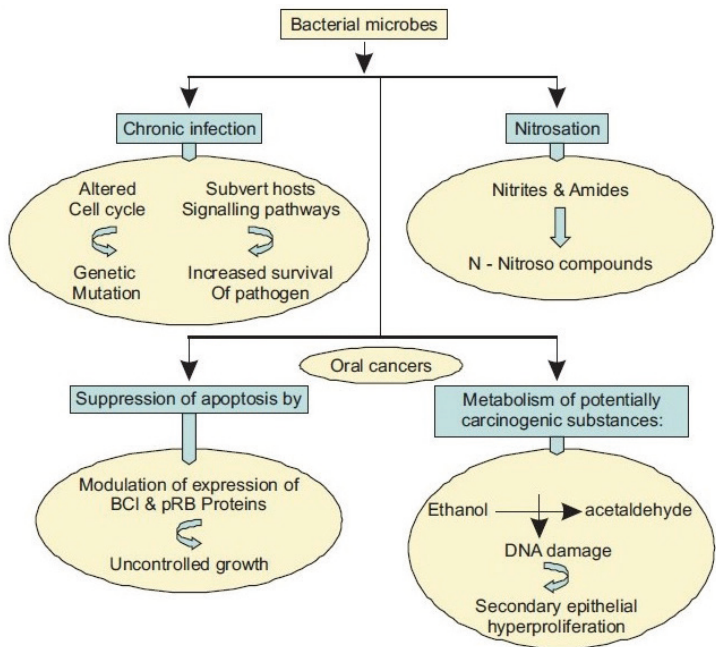 Bacterial microbes
Chronic infection
Altered
Cell cycle
Genetic
Mutation
Subvert hosts
Signalling pathways
Increased survival
Of pathogen
Nitrosation
Nitrites & Amides
N - Nitroso compounds
Oral cancers
Suppression of apoptosis by
Modulation of expression of
BCI & pRB Proteins
Uncontrolled growth
Metabolism of potentially
carcinogenic substances:
Ethanol
acetaldehyde
DNA damage
Secondary epithelial
hyperproliferation